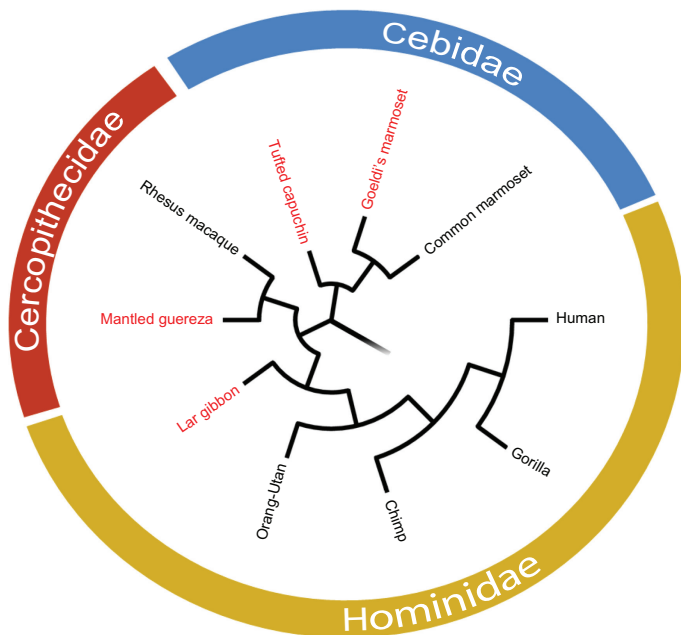 Cebidae
Cercopithecidae
Hominidae
Goeldi's marmoset
Tufted capuchin
Common marmoset
Rhesus macaque
Mantled guereza
Human
Lar gibbon
Gorilla
Orang-Utan
Chimp